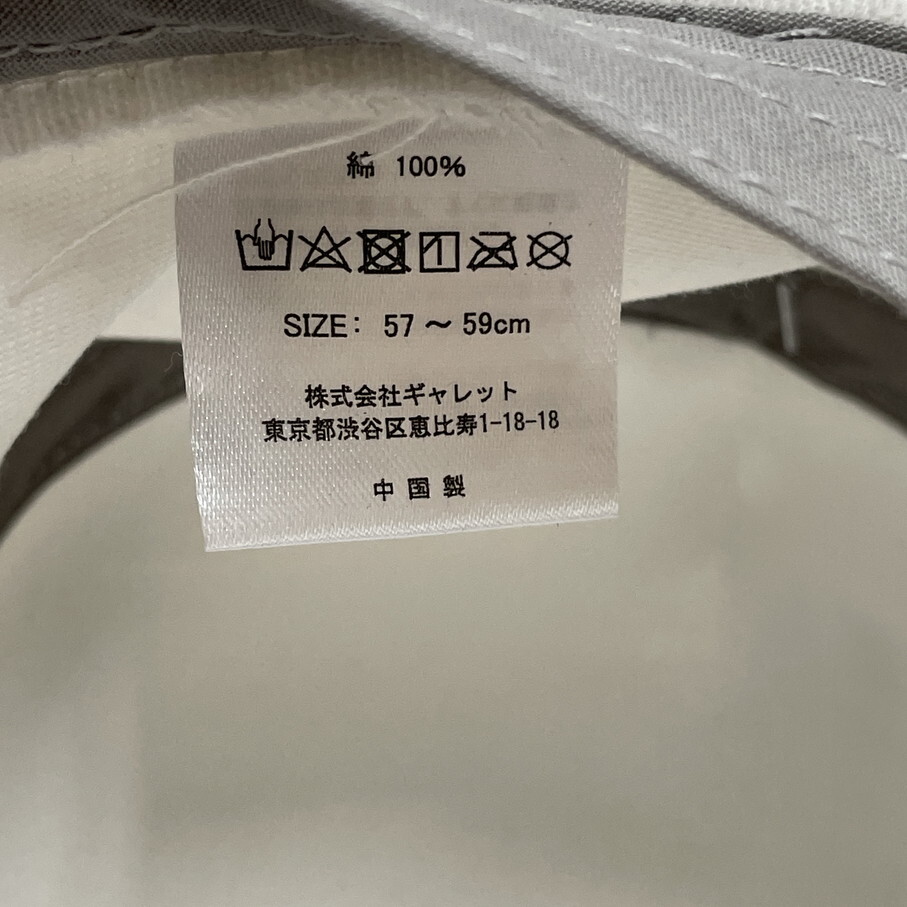 綿 100%
SIZE: 57 〜 59cm
株式会社ギャレット
東京都渋谷区恵比寿1-18-18
中国製